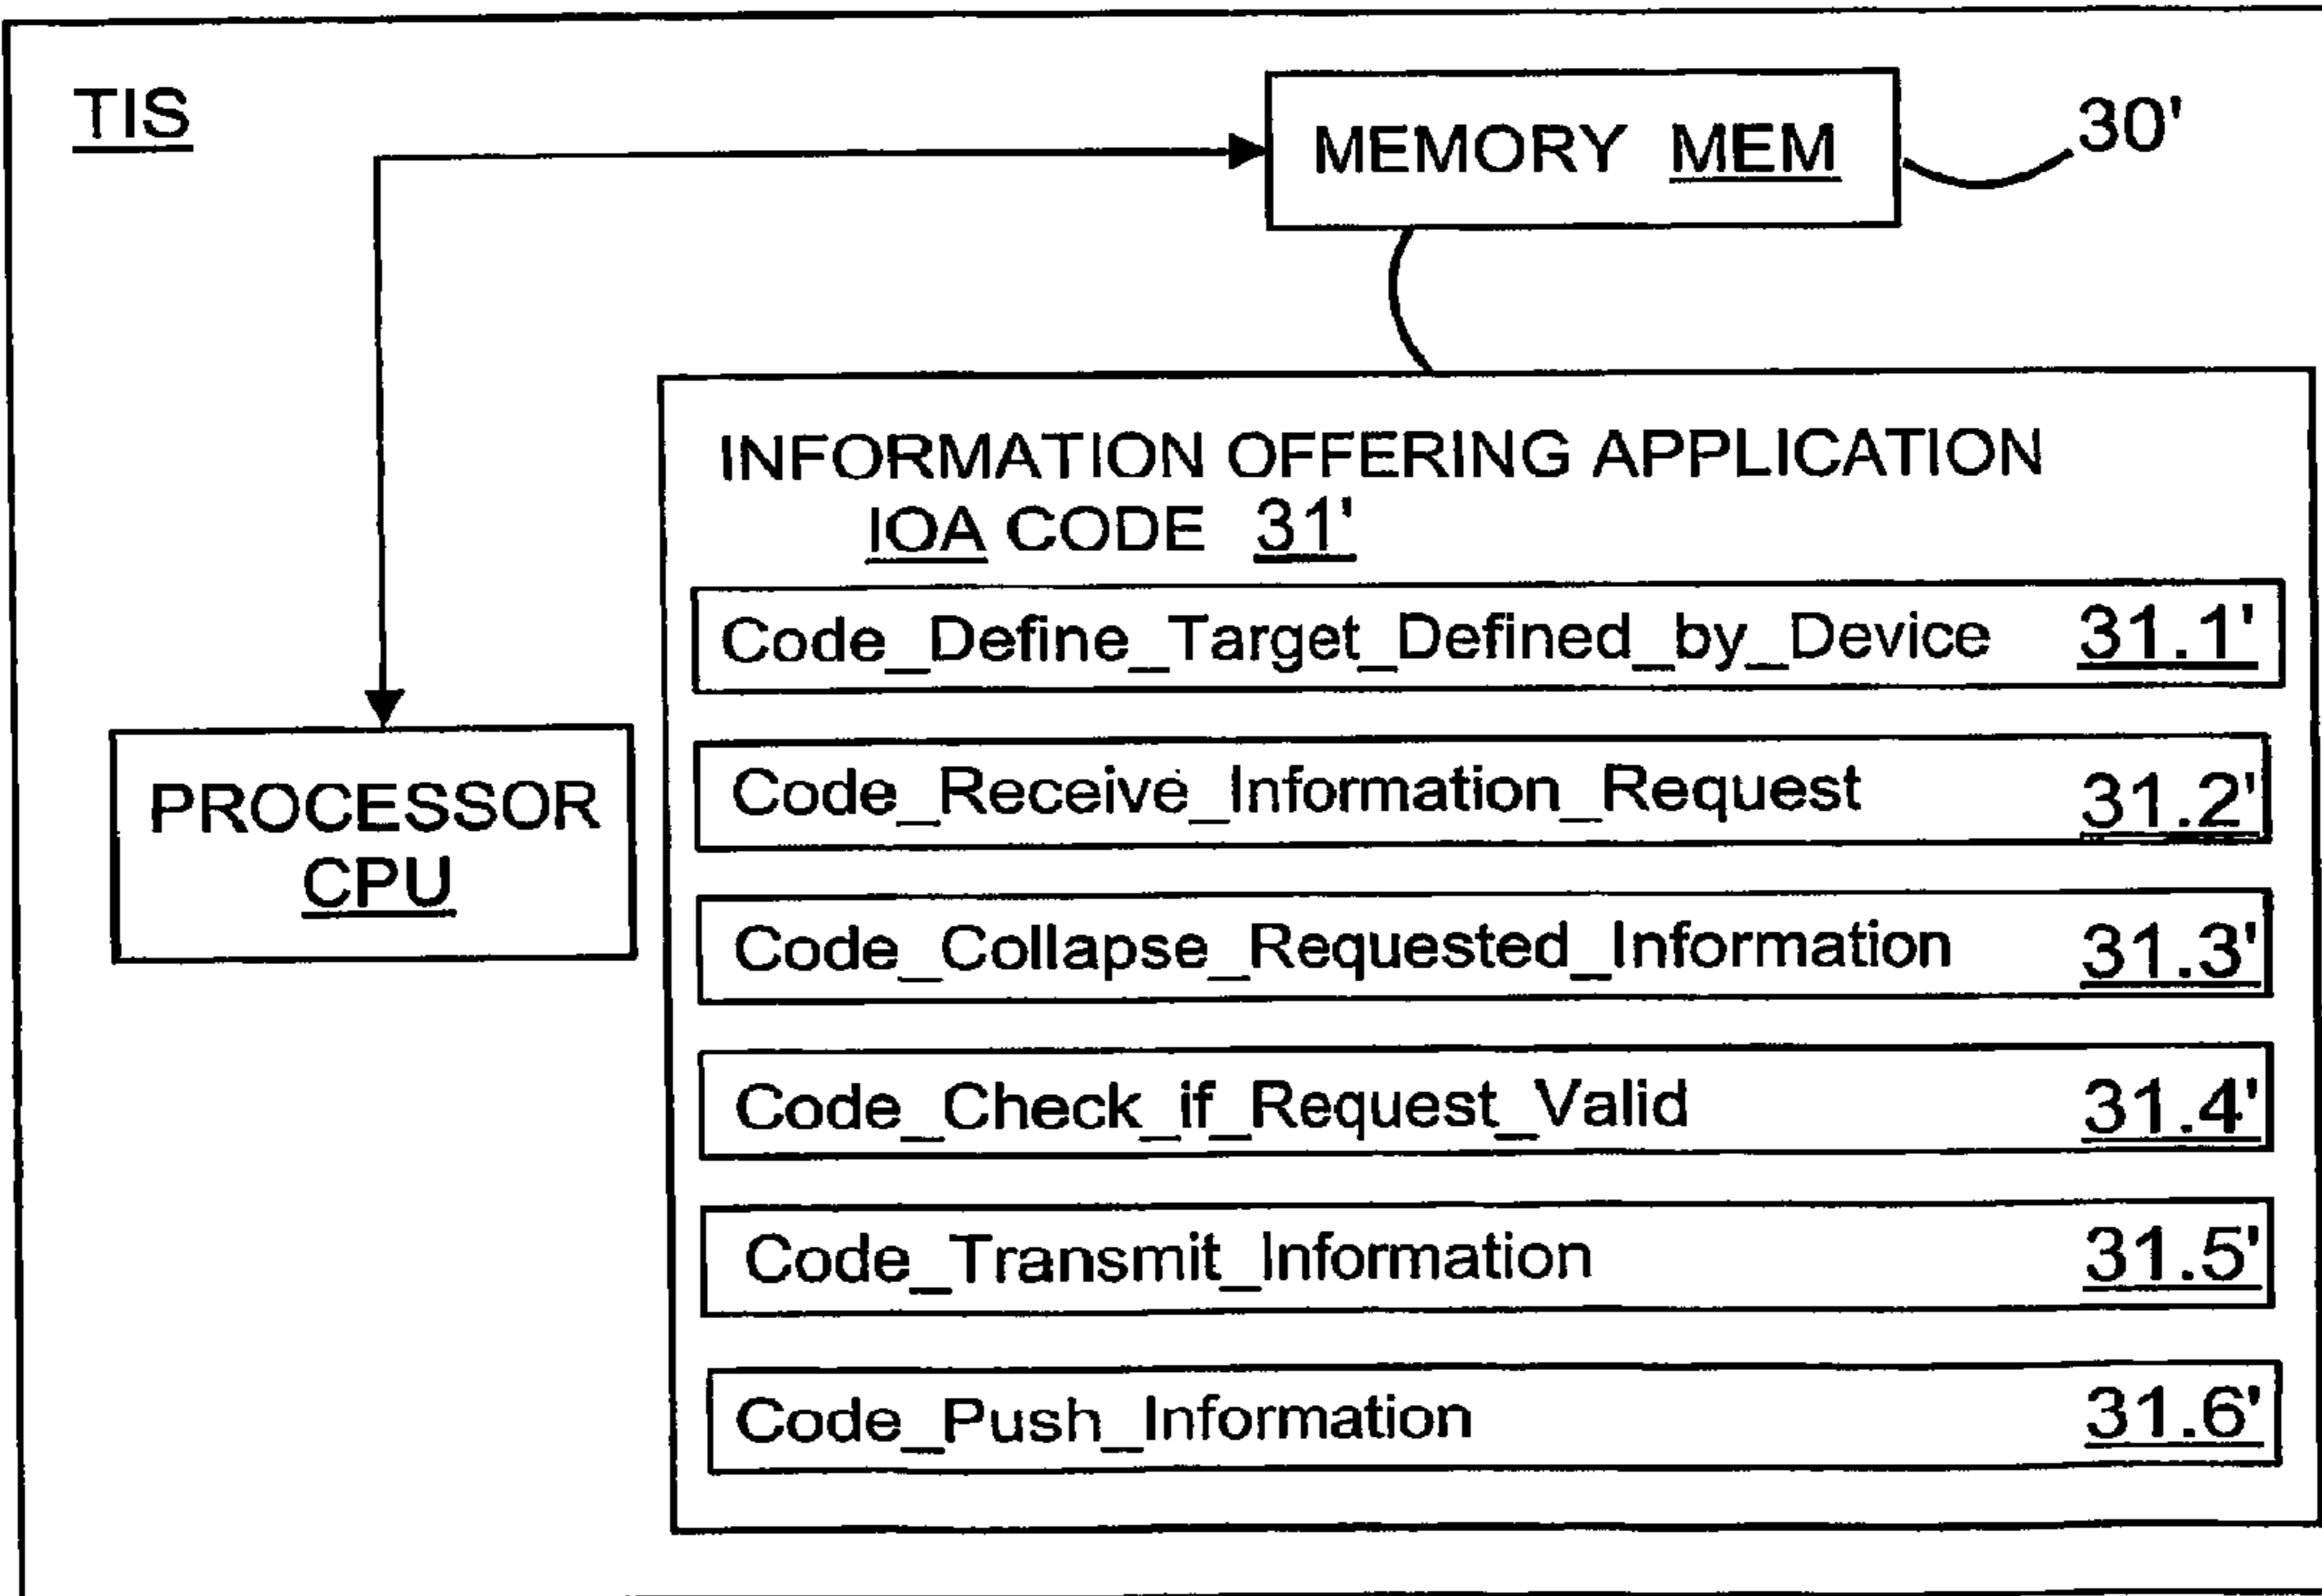 TIS
MEMORY MEM
30'
INFORMATION OFFERING APPLICATION
IOA CODE 31'
Code_Define_Target_Defined_by_Device 31.1'
Code_Receive_Information_Request 31.2'
Code_Collapse_Requested_Information 31.3'
Code_Check_if_Request_Valid 31.4'
Code_Transmit_Information 31.5'
Code_Push_Information 31.6'
PROCESSOR
CPU